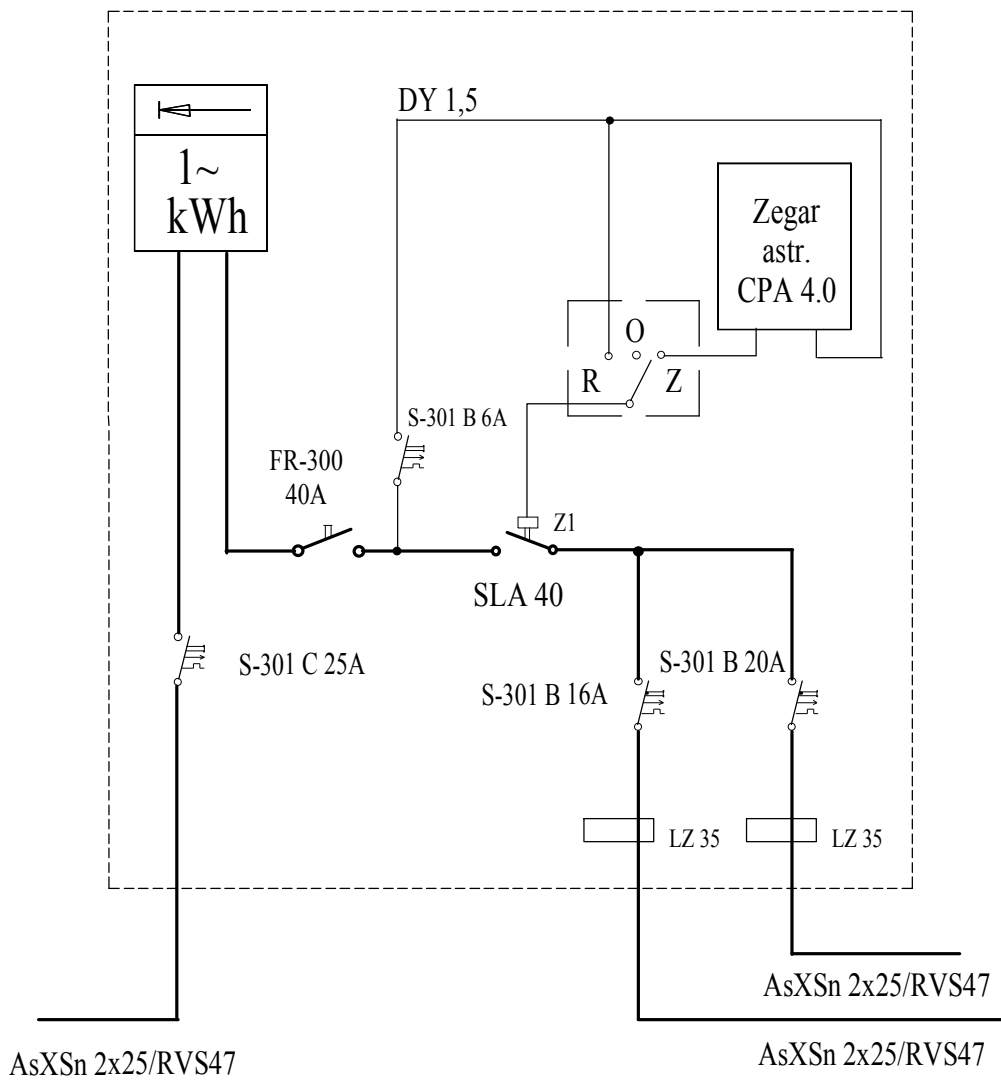 DY 1,5
1~
kWh
Zegar
astr.
CPA 4.0
O
R
Z
S-301 B 6A
FR-300
40A
Z1
SLA 40
S-301 C 25A
S-301 B 20A
S-301 B 16A
LZ 35
LZ 35
AsXSn 2x25/RVS47
AsXSn 2x25/RVS47
AsXSn 2x25/RVS47